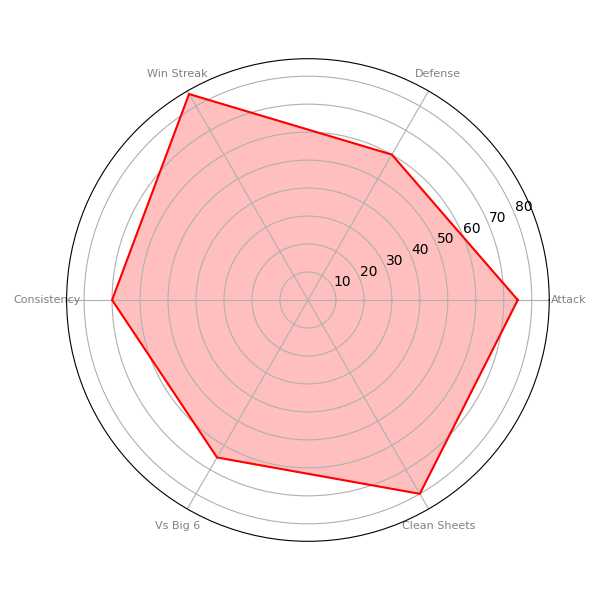 Win Streak
Defense
80
70
60
50
40
30
20
10
Consistency
Attack
Vs Big 6
Clean Sheets